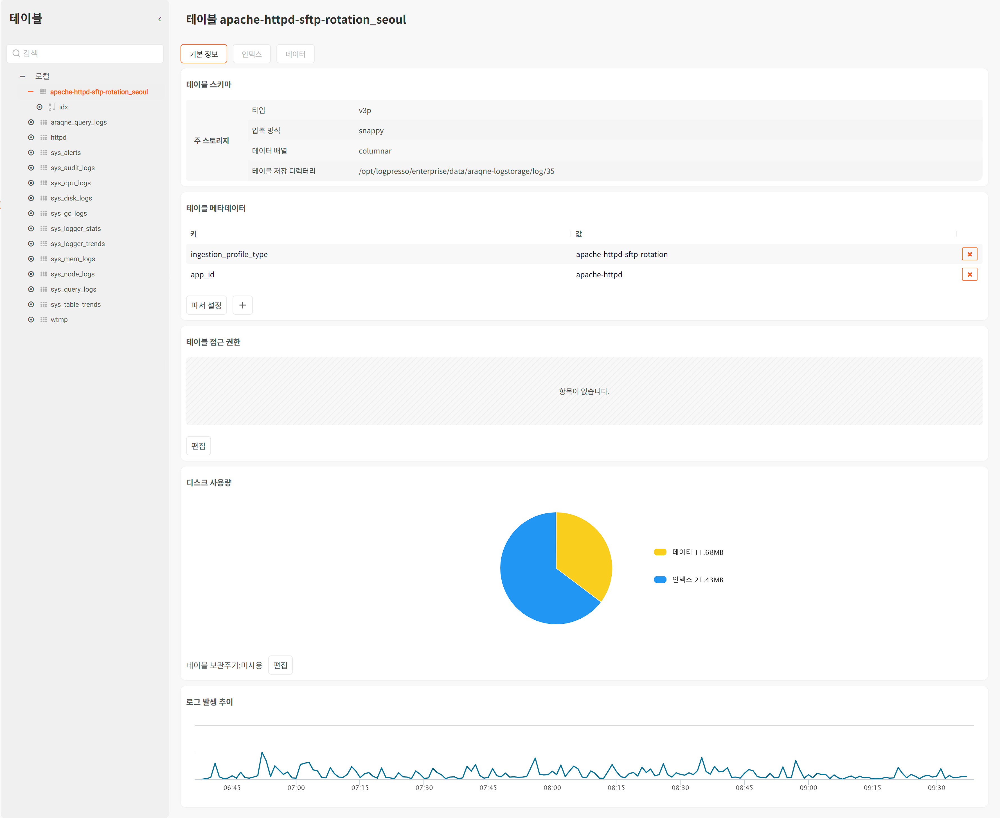 테이블
검색
로컬
apache-httpd-sftp-rotation_seoul
idx
araqne_query_logs
httpd
sys_alerts
sys_audit_logs
sys_cpu_logs
sys_disk_logs
sys_gc_logs
sys_logger_stats
sys_logger_trends
sys_mem_logs
sys_node_logs
sys_query_logs
sys_table_trends
wtmp
테이블 apache-httpd-sftp-rotation_seoul
기본 정보 인덱스 데이터
테이블 스키마
주 스토리지
타입 v3p
압축 방식 snappy
데이터 배열 columnar
테이블 저장 디렉터리 /opt/logpresso/enterprise/data/araqne-logstorage/log/35
테이블 메타데이터
키 값
ingestion_profile_type apache-httpd-sftp-rotation
app_id apache-httpd
파서 설정 +
테이블 접근 권한
항목이 없습니다.
편집
디스크 사용량
데이터 11.68MB
인덱스 21.43MB
테이블 보관주기:미사용 편집
로그 발생 추이
06:45 07:00 07:15 07:30 07:45 08:00 08:15 08:30 08:45 09:00 09:15 09:30